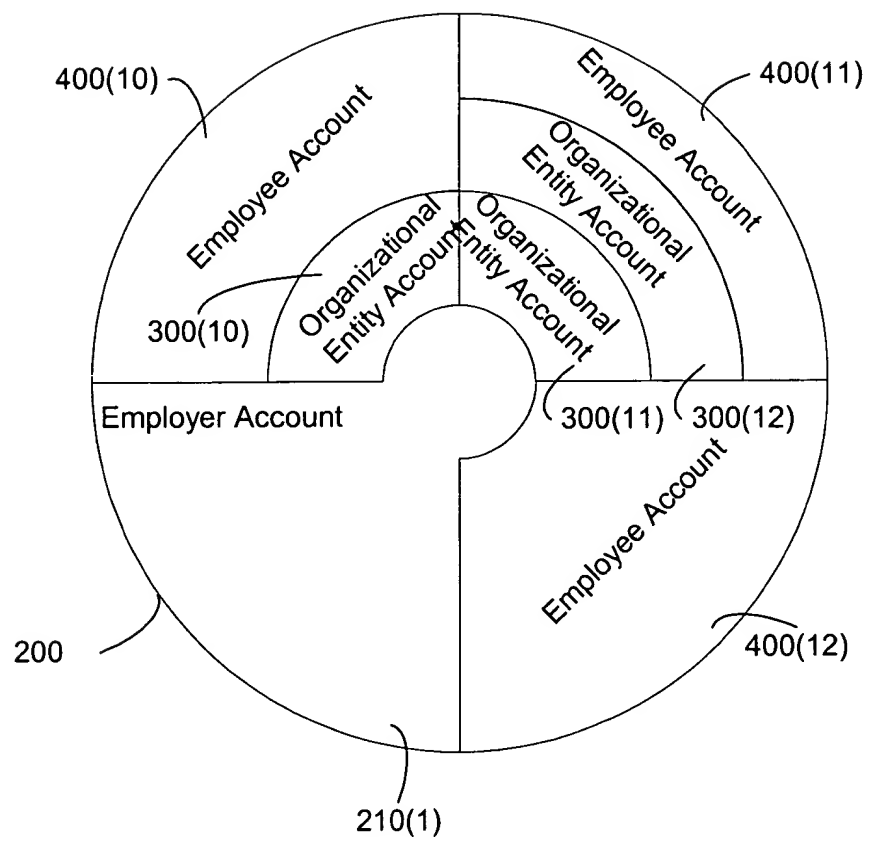 400(10)
400(11)
Employee Account
Employee Account
Organizational
Entity Account
Organizational
Entity Account
Organizational
Entity Account
300(10)
Employer Account
300(11)
300(12)
Employee Account
200
400(12)
210(1)